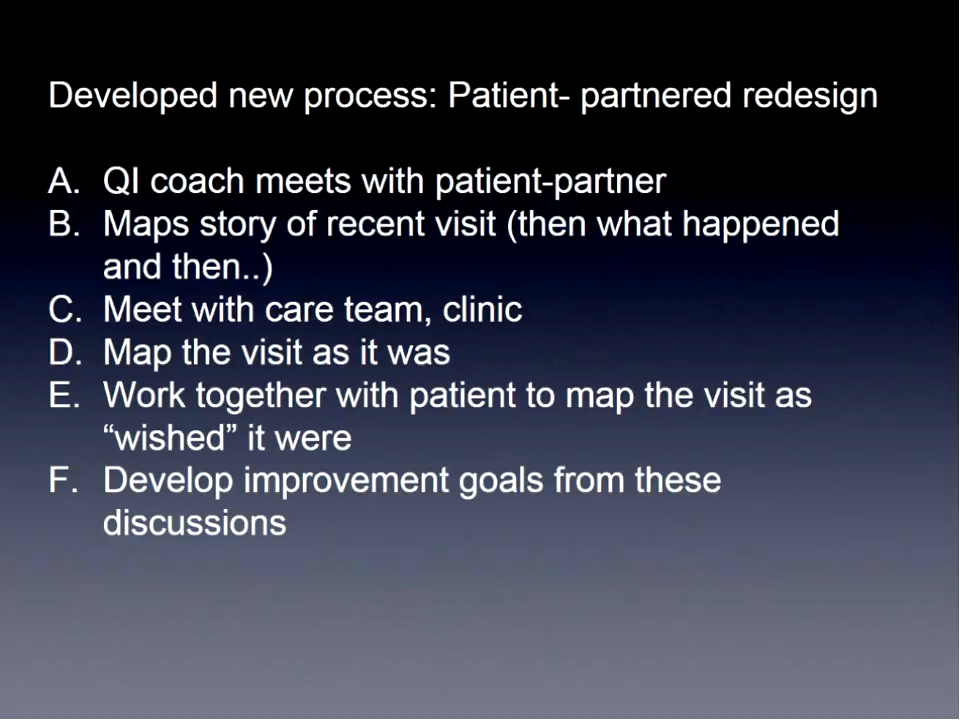 Developed new process: Patient- partnered redesign
A. QI coach meets with patient-partner
B. Maps story of recent visit (then what happened
and then..)
C. Meet with care team, clinic
D. Map the visit as it was
E. Work together with patient to map the visit as
“wished” it were
F. Develop improvement goals from these
discussions